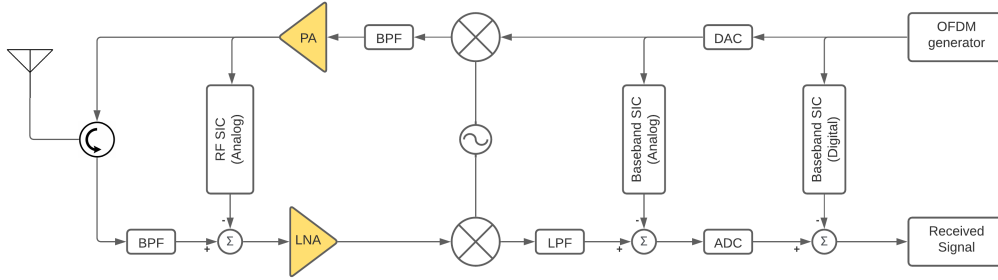 PA
BPF
DAC
OFDM
generator
RF SIC
(Analog)
Baseband SIC
(Analog)
Baseband SIC
(Digital)
-
-
-
BPF
+
Σ
LNA
LPF
+
Σ
ADC
+
Σ
Received
Signal